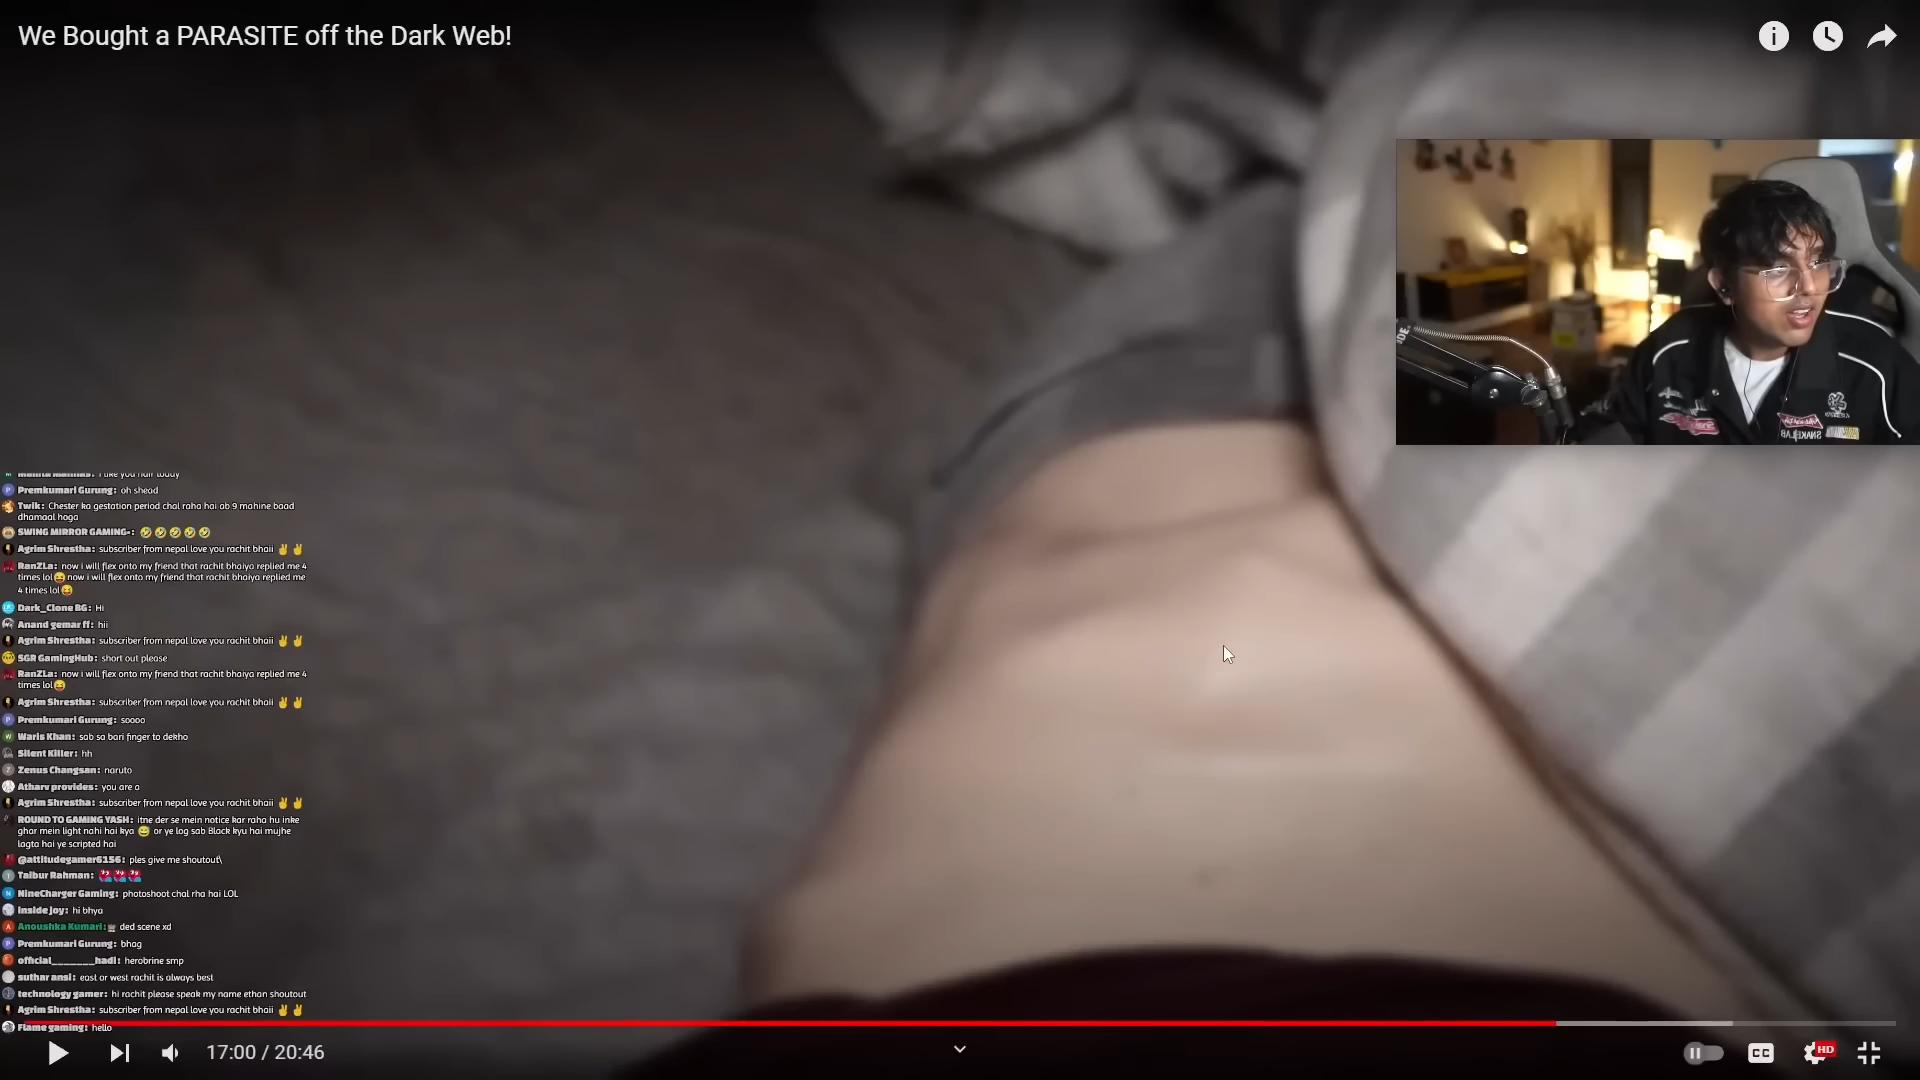 We Bought a PARASITE off the Dark Web!
Premkumari Gurung: oh shead
Twik: Chester ka gestation period chal raha hai ab 9 mahine baad
dhamaal hoga
SWING MIRROR GAMING-: 🤣🤣🤣🤣🤣
Agrim Shrestha: subscriber from nepal love you rachit bhaii ✌️✌️
RanZLa: now i will flex onto my friend that rachit bhaiya replied me 4
times lol😝now i will flex onto my friend that rachit bhaiya replied me
4 times lol😝
Dark_Clone BG: Hi
Anand gemar ff: hii
Agrim Shrestha: subscriber from nepal love you rachit bhaii ✌️✌️
SGR GamingHub: short out please
RanZLa: now i will flex onto my friend that rachit bhaiya replied me 4
times lol😝
Agrim Shrestha: subscriber from nepal love you rachit bhaii ✌️✌️
Premkumari Gurung: soooo
Waris Khan: sab sa bari finger to dekho
Silent Killer: hh
Zenus Changsan: naruto
Atharv provides: you are a
Agrim Shrestha: subscriber from nepal love you rachit bhaii ✌️✌️
ROUND TO GAMING YASH: itne der se mein notice kar raha hu inke
ghar mein light nahi hai kya 😅 or ye log sab Black kyu hai mujhe
lagta hai ye scripted hai
@attitudegamer6156: ples give me shoutout\
Taibur Rahman:
NineCharger Gaming: photoshoot chal rha hai LOL
inside joy: hi bhya
Anoushka Kumari: ded scene xd
Premkumari Gurung: bhag
official_______hadi: herobrine smp
suthar ansi: east or west rachit is always best
technology gamer: hi rachit please speak my name ethan shoutout
Agrim Shrestha: subscriber from nepal love you rachit bhaii ✌️✌️
Flame gaming: hello
17:00 / 20:46
CC
HD